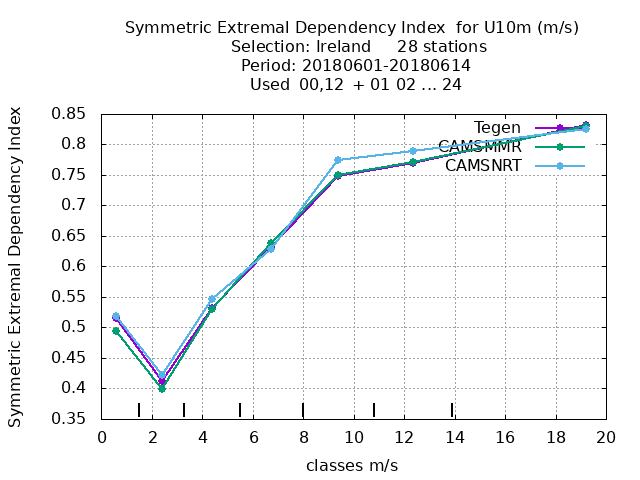 Symmetric Extremal Dependency Index  for U10m (m/s)
Selection: Ireland     28 stations
Period: 20180601-20180614
Used  00,12  + 01 02 ... 24
Symmetric Extremal Dependency Index
0.85
0.8
0.75
0.7
0.65
0.6
0.55
0.5
0.45
0.4
0.35
Tegen
CAMSMMR
CAMSNRT
0 2 4 6 8 10 12 14 16 18 20
classes m/s